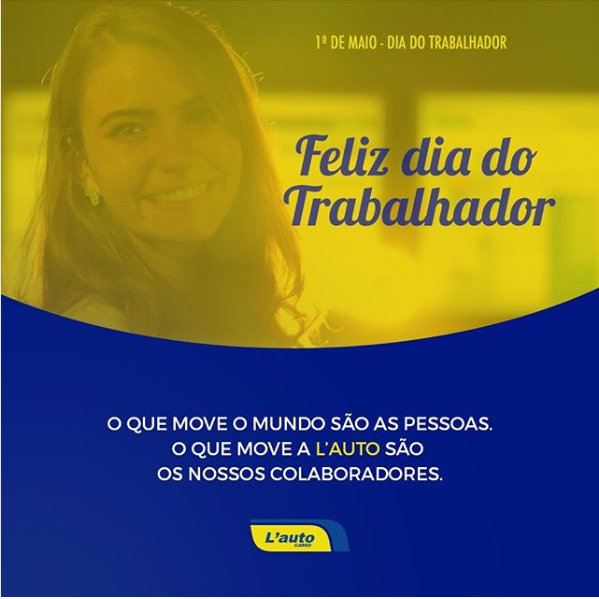 1º DE MAIO - DIA DO TRABALHADOR
Feliz dia do
Trabalhador
O QUE MOVE O MUNDO SÃO AS PESSOAS.
O QUE MOVE A L'AUTO SÃO
OS NOSSOS COLABORADORES.
L'auto
CARGO